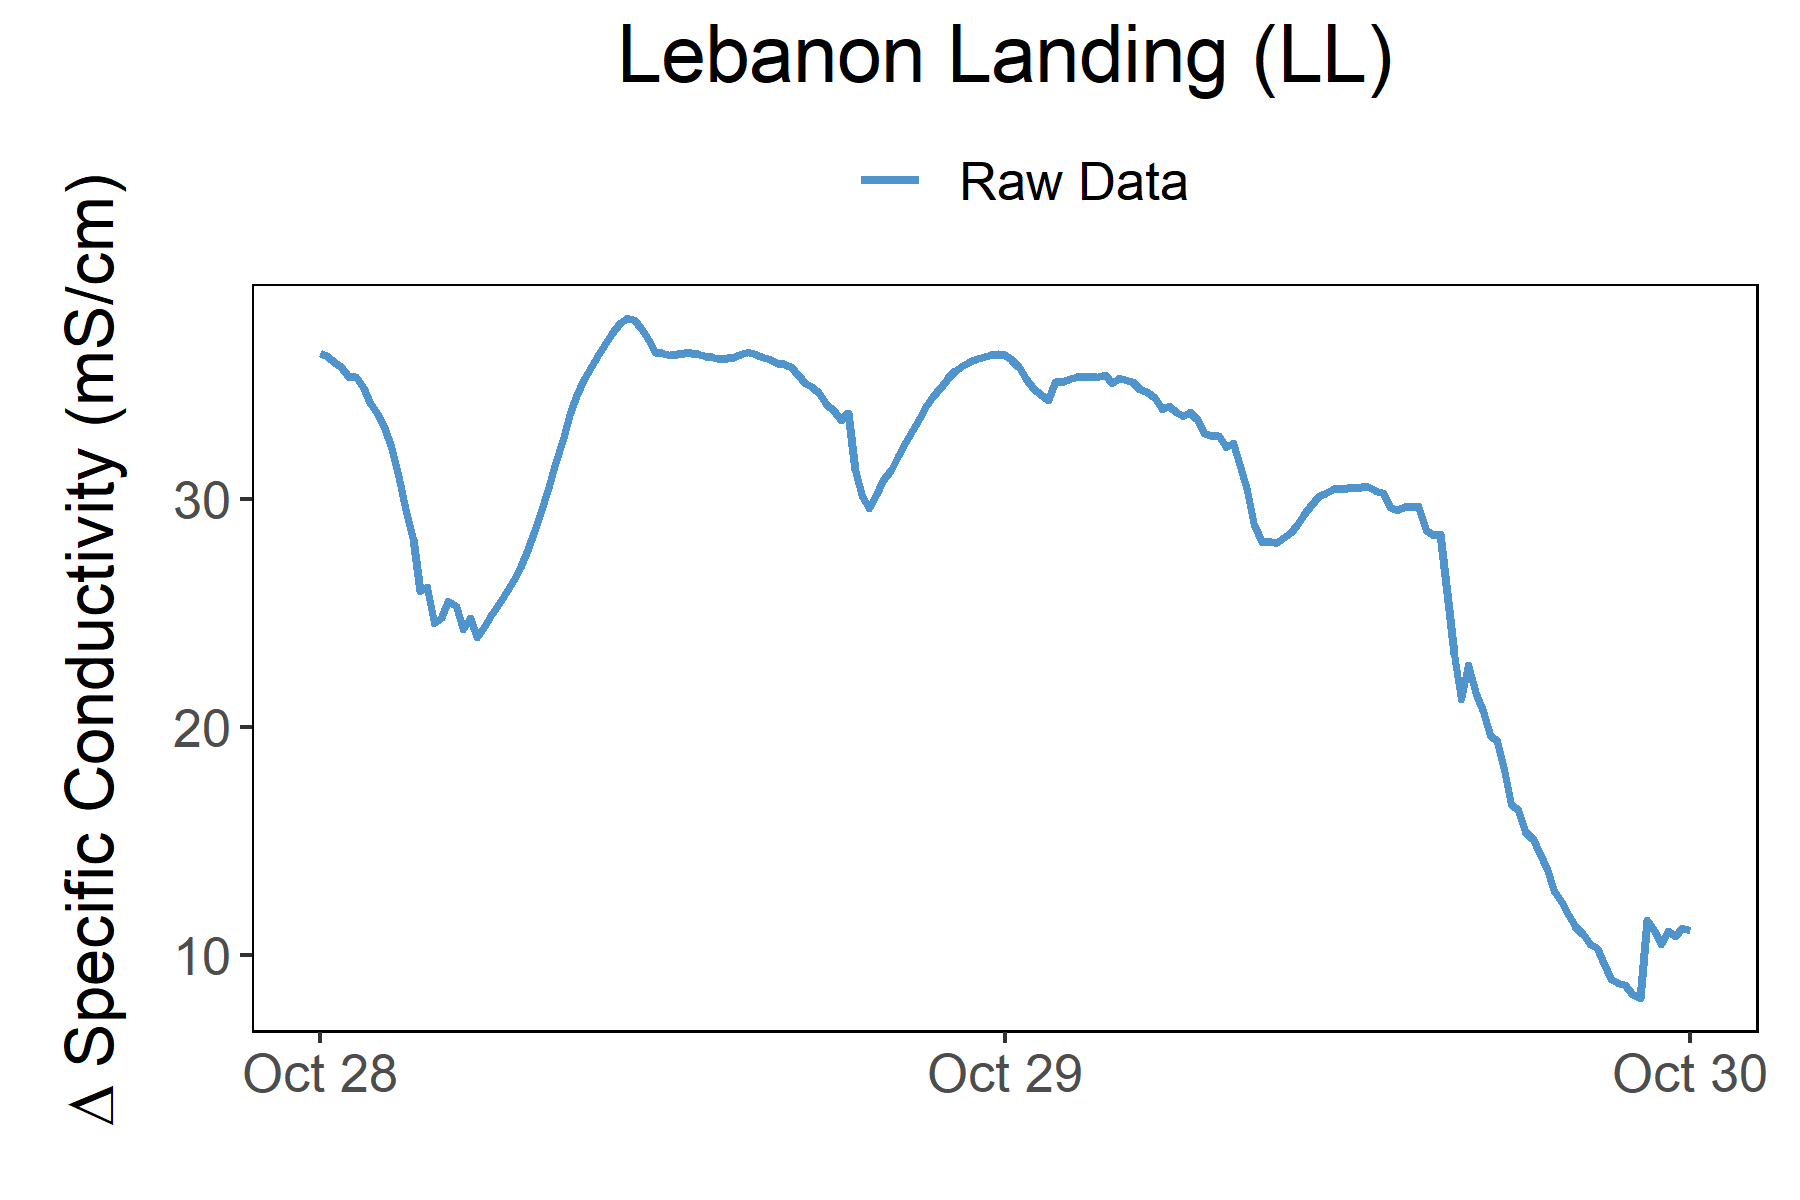 Lebanon Landing (LL)
Raw Data
Δ Specific Conductivity (mS/cm)
30
20
10
Oct 28
Oct 29
Oct 30